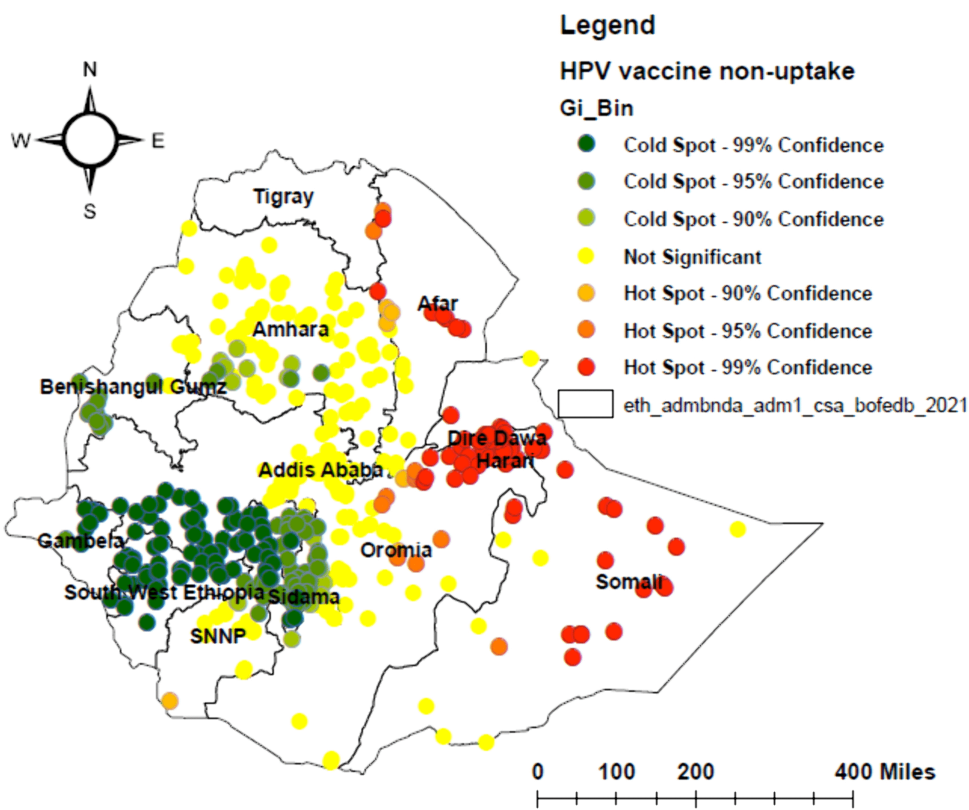 Legend
HPV vaccine non-uptake
Gi_Bin
Cold Spot - 99% Confidence
Cold Spot - 95% Confidence
Cold Spot - 90% Confidence
Not Significant
Hot Spot - 90% Confidence
Hot Spot - 95% Confidence
Hot Spot - 99% Confidence
eth_admbnda_adm1_csa_bofedb_2021
N
W E
S
Tigray
Afar
Amhara
Benishangul Gumz
Dire Dawa
Harari
Addis Ababa
Gambela
Oromia
Somali
South West Ethiopia
Sidama
SNNP
0 100 200 400 Miles